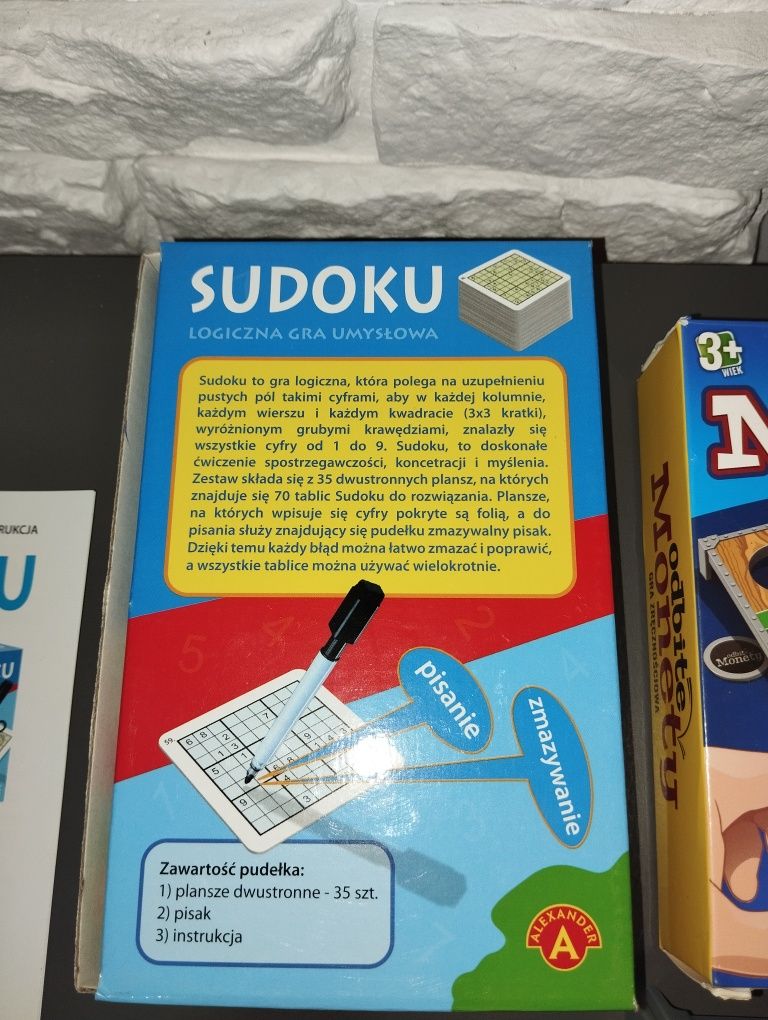 SUDOKU
LOGICZNA GRA UMYSŁOWA
Sudoku to gra logiczna, która polega na uzupełnieniu
pustych pól takimi cyframi, aby w każdej kolumnie,
każdym wierszu i każdym kwadracie (3x3 kratki),
wyróżnionym grubymi krawędziami, znalazły się
wszystkie cyfry od 1 do 9. Sudoku, to doskonałe
ćwiczenie spostrzegawczości, koncetracji i myślenia.
Zestaw składa się z 35 dwustronnych plansz, na których
znajduje się 70 tablic Sudoku do rozwiązania. Plansze,
na których wpisuje się cyfry pokryte są folią, a do
pisania służy znajdujący się pudełku zmazywalny pisak.
Dzięki temu każdy błąd można łatwo zmazać i poprawić,
a wszystkie tablice można używać wielokrotnie.
pisanie
zmazywanie
Zawartość pudełka:
1) plansze dwustronne - 35 szt.
2) pisak
3) instrukcja
ALEXANDER
A
RUKCJA
U
3+
WIEK
odbite
Monety
GRA ZRĘCZNOŚCIOWA
odbite
Monety